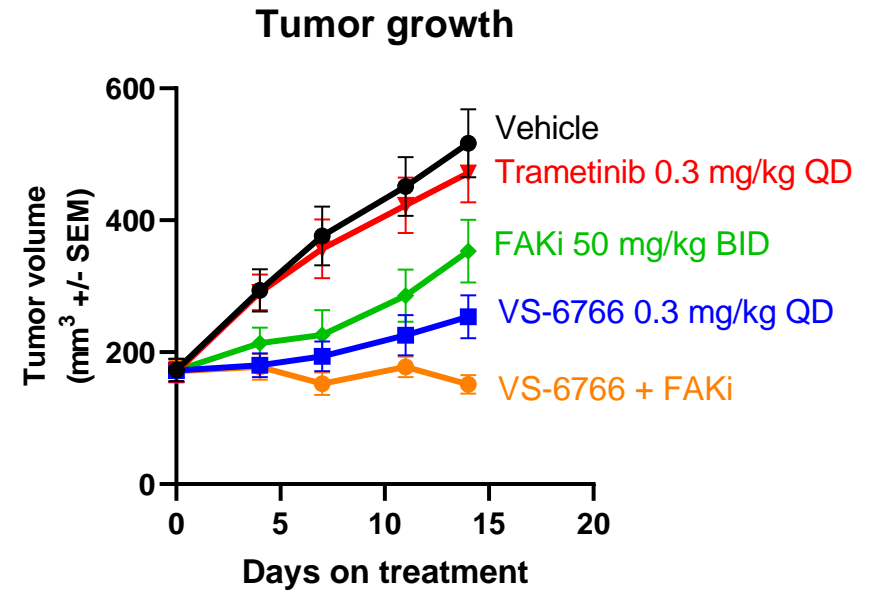 Tumor growth
Tumor volume
(mm³ +/- SEM)
600
400
200
0
0 5 10 15 20
Days on treatment
Vehicle
Trametinib 0.3 mg/kg QD
FAKi 50 mg/kg BID
VS-6766 0.3 mg/kg QD
VS-6766 + FAKi